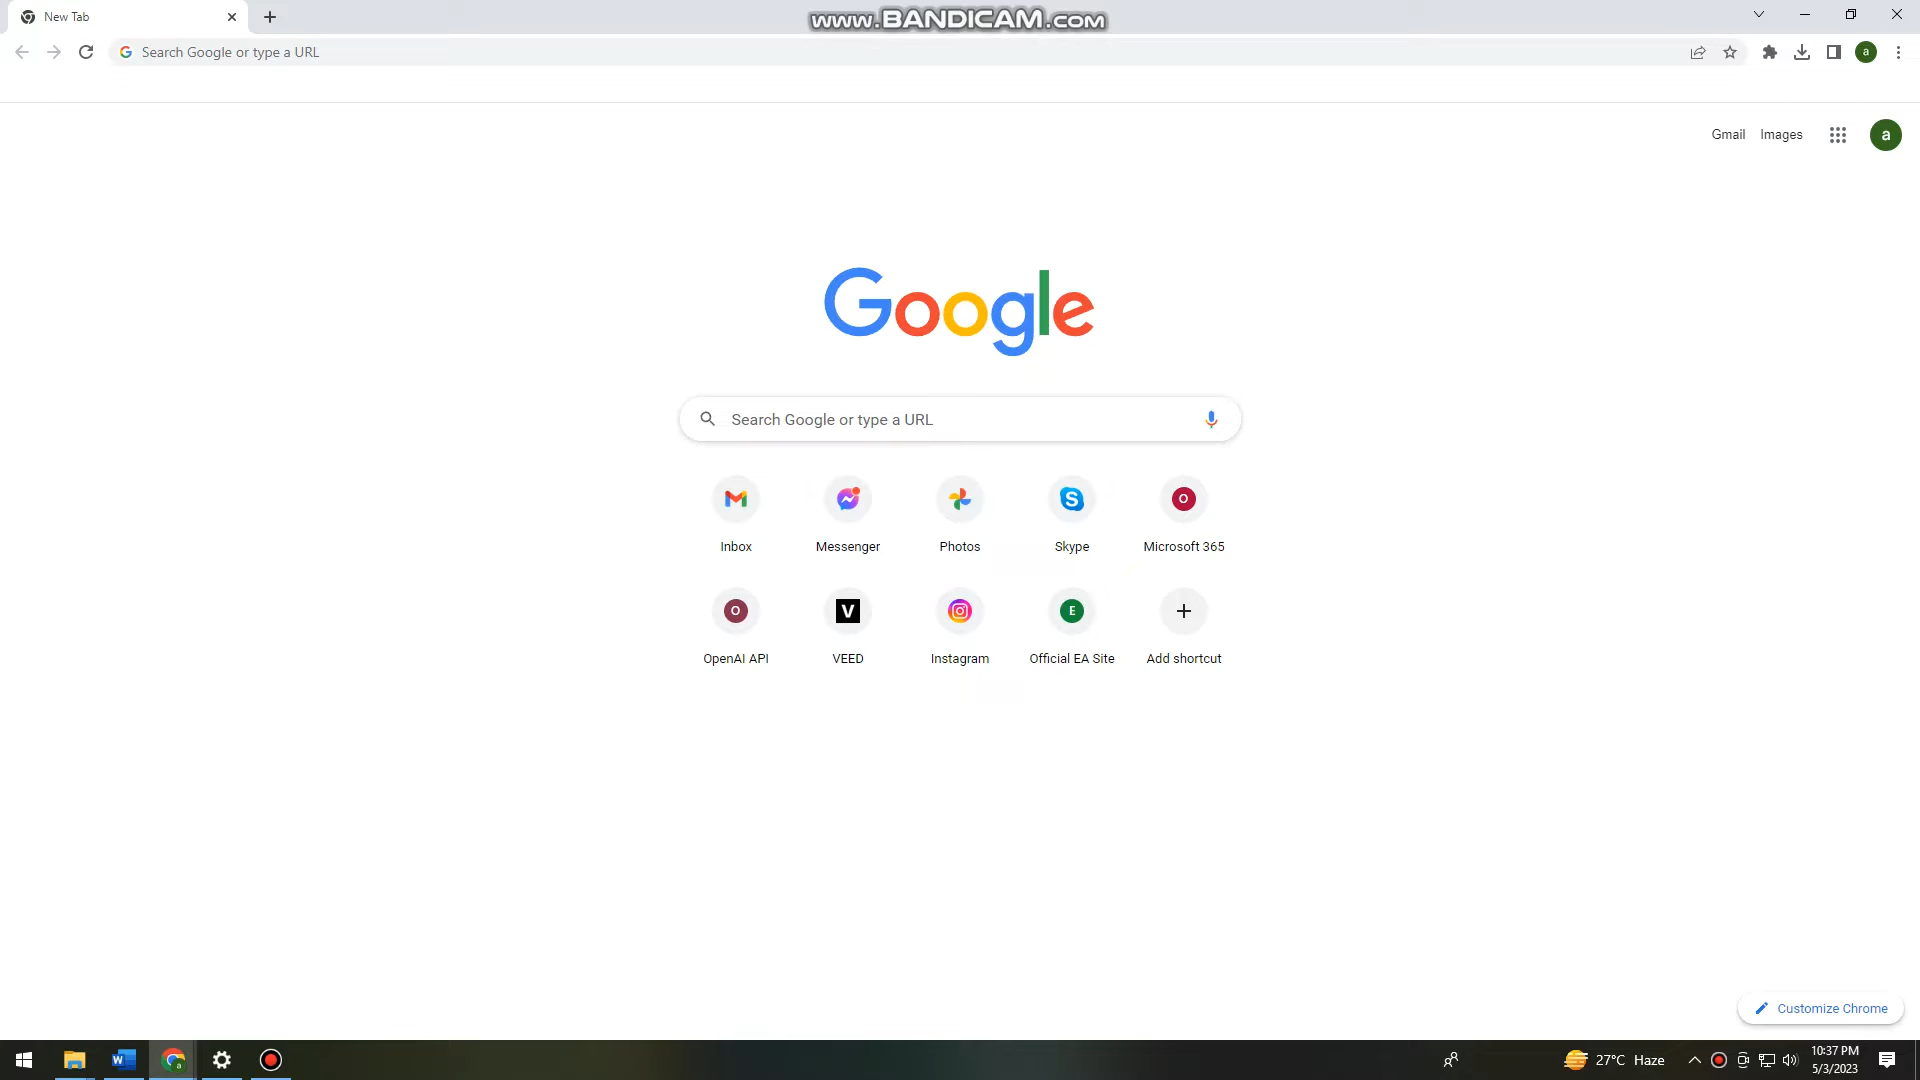 New Tab
www.BANDICAM.com
Search Google or type a URL
a
Gmail
Images
a
Google
Search Google or type a URL
Inbox
Messenger
Photos
S
Skype
O
Microsoft 365
O
OpenAI API
V
VEED
Instagram
E
Official EA Site
Add shortcut
Customize Chrome
W
a
27°C Haze
10:37 PM
5/3/2023